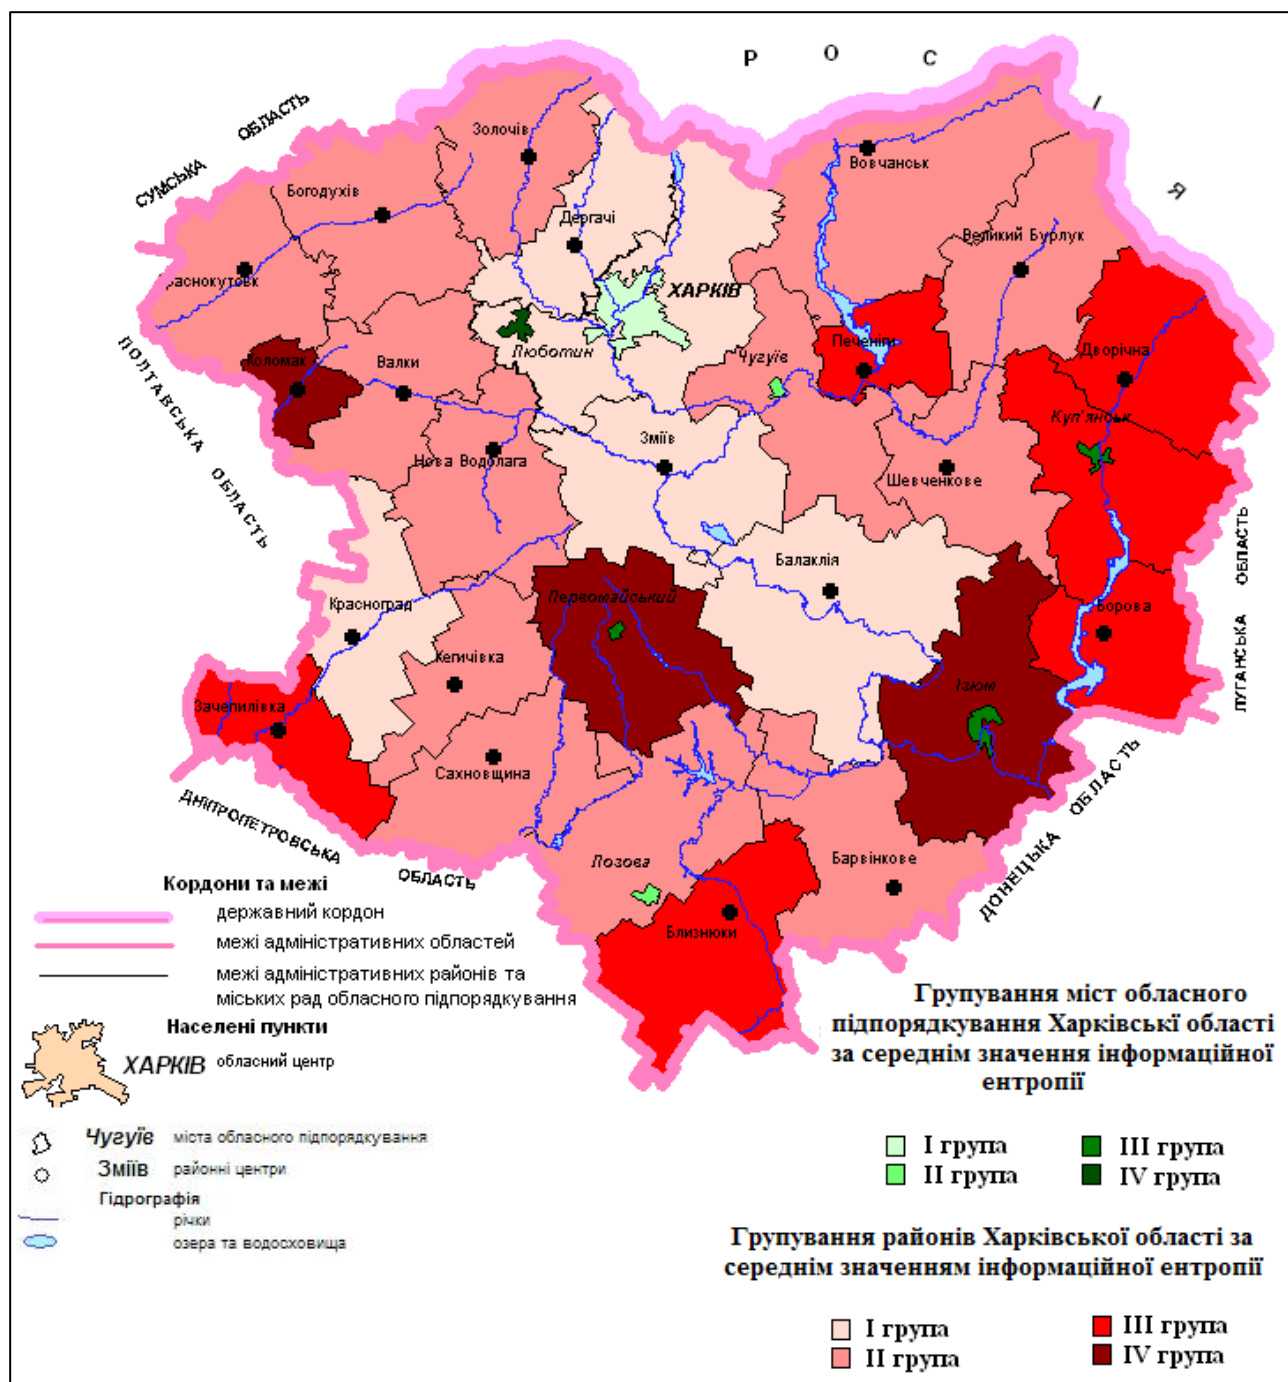 Р О С І Я
СУМСЬКА ОБЛАСТЬ
Золочів
Вовчанськ
Богодухів
Дергачі
Великий Бурлук
раснокутовк
ХАРКІВ
ПОЛТАВСЬКА ОБЛАСТЬ
Люботин
Чугуїв
Печеніги
Дворічна
Коломак
Валки
Куп'янськ
Зміїв
Нова Водолага
Шевченкове
Балаклія
ЛУГАНСЬКА ОБЛАСТЬ
Красноград
Первомайський
Борова
Кегичівка
Ізюм
Зачепилівка
Сахновщина
ДНІПРОПЕТРОВСЬКА ОБЛАСТЬ
ДОНЕЦЬКА ОБЛАСТЬ
Лозова
Барвінкове
Близнюки
Кордони та межі
державний кордон
межі адміністративних областей
межі адміністративних районів та
міських рад обласного підпорядкування
Населені пункти
ХАРКІВ обласний центр
Чугуїв міста обласного підпорядкування
Зміїв районні центри
Гідрографія
річки
озера та водосховища
Групування міст обласного
підпорядкування Харківські області
за середнім значення інформаційної
ентропії
І група
ІІІ група
ІІ група
IV група
Групування районів Харківської області за
середнім значенням інформаційної ентропії
І група
ІІІ група
ІІ група
IV група